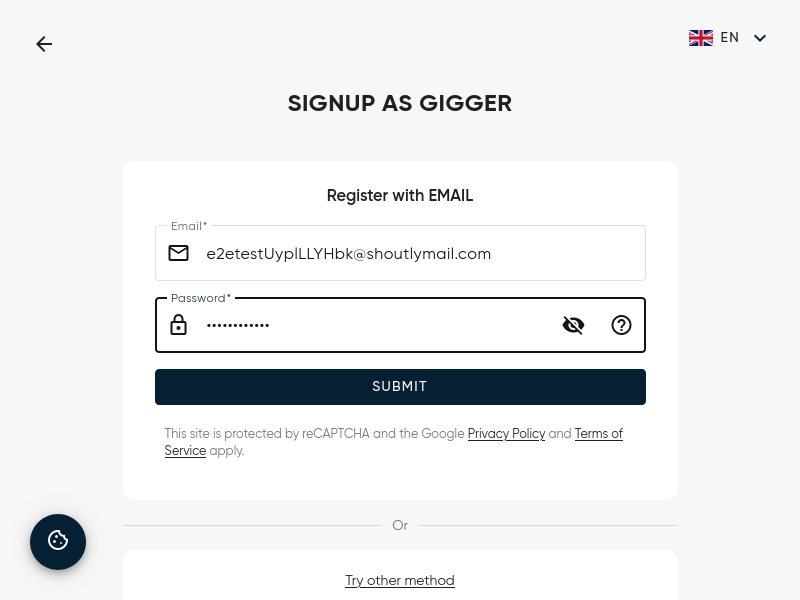 EN
SIGNUP AS GIGGER
Register with EMAIL
Email*
e2etestUyplLLYHbk@shoutlymail.com
Password*
••••••••••••
SUBMIT
This site is protected by reCAPTCHA and the Google Privacy Policy and Terms of
Service apply.
Or
Try other method